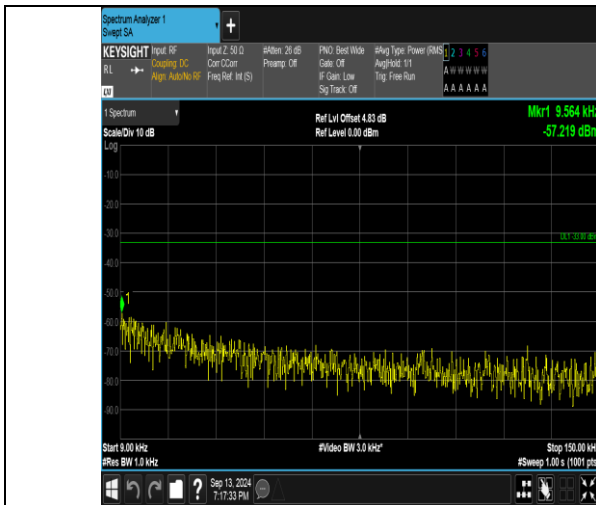 Spectrum Analyzer 1
Swept SA
+
KEYSIGHT Input: RF Input Z: 50 Ω #Atten: 26 dB PNO: Best Wide #Avg Type: Power (RMS 1 2 3 4 5 6
RL Coupling: DC Corr CCorr Preamp: Off Gate: Off Avg|Hold: 1/1 A W W W W W
Align: Auto/No RF Freq Ref: Int (S) IF Gain: Low Trig: Free Run
LXI Sig Track: Off A A A A A A
1 Spectrum Ref Lvl Offset 4.83 dB Mkr1 9.564 kHz
Scale/Div 10 dB Ref Level 0.00 dBm -57.219 dBm
Log
-10.0
-20.0
-30.0
-40.0
-50.0
1
-60.0
-70.0
-80.0
-90.0
Start 9.00 kHz #Video BW 3.0 kHz* Stop 150.00 kH
#Res BW 1.0 kHz #Sweep 1.00 s (1001 pts
? Sep 13, 2024
7:17:33 PM